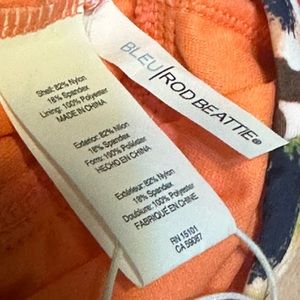 BLEU|ROD BEATTIE®
Shell: 82% Nylon
18% Spandex
Lining: 100% Polyester
MADE IN CHINA
Exterior: 82% Nilon
18% Spandex
Forro: 100% Polyester
HECHO EN CHINA
Extérieur: 82% Nylon
18% Spandex
Doublure: 100% Polyester
FABRIQUÉ EN CHINE
RN 15101
CA 59087